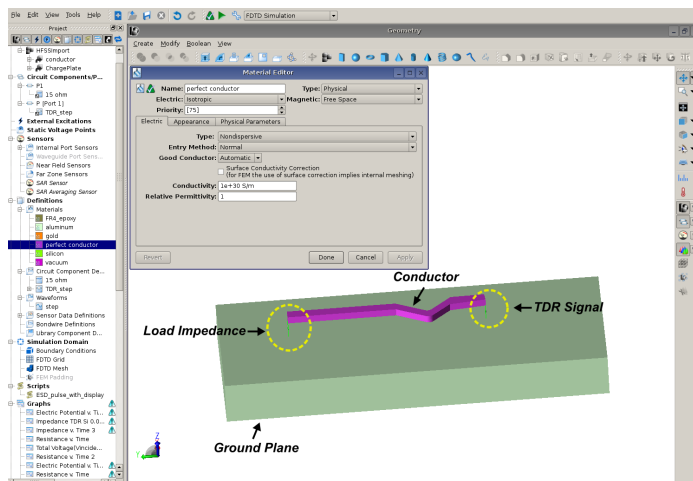 File Edit View Tools Help
FDTD Simulation
Project
HFSSImport
conductor
ChargePlate
Circuit Components/P...
P1
15 ohm
P [Port 1]
TDR_step
External Excitations
Static Voltage Points
Sensors
Internal Port Sensors
Waveguide Port Sens...
Near Field Sensors
Far Zone Sensors
SAR Sensor
SAR Averaging Sensor
Definitions
Materials
FR4_epoxy
aluminum
gold
perfect conductor
silicon
vacuum
Circuit Component De...
15 ohm
TDR_step
Waveforms
step
Sensor Data Definitions
Bondwire Definitions
Library Component D...
Simulation Domain
Boundary Conditions
FDTD Grid
FDTD Mesh
FEM Padding
Scripts
ESD_pulse_with_display
Graphs
Electric Potential v. Ti...
Impedance TDR SI 0.0...
Impedance v. Time 3
Resistance v. Time
Total Voltage(Vincide...
Resistance v. Time 2
Electric Potential v. Ti...
Resistance v. Time
Geometry
Create Modify Boolean View
Material Editor
Name: perfect conductor Type: Physical
Electric: Isotropic Magnetic: Free Space
Priority: [75]
Electric Appearance Physical Parameters
Type: Nondispersive
Entry Method: Normal
Good Conductor: Automatic
Surface Conductivity Correction
(for FEM the use of surface correction implies internal meshing)
Conductivity: 1e+30 S/m
Relative Permittivity: 1
Revert Done Cancel Apply
Conductor
TDR Signal
Load Impedance
Ground Plane
Z
Y